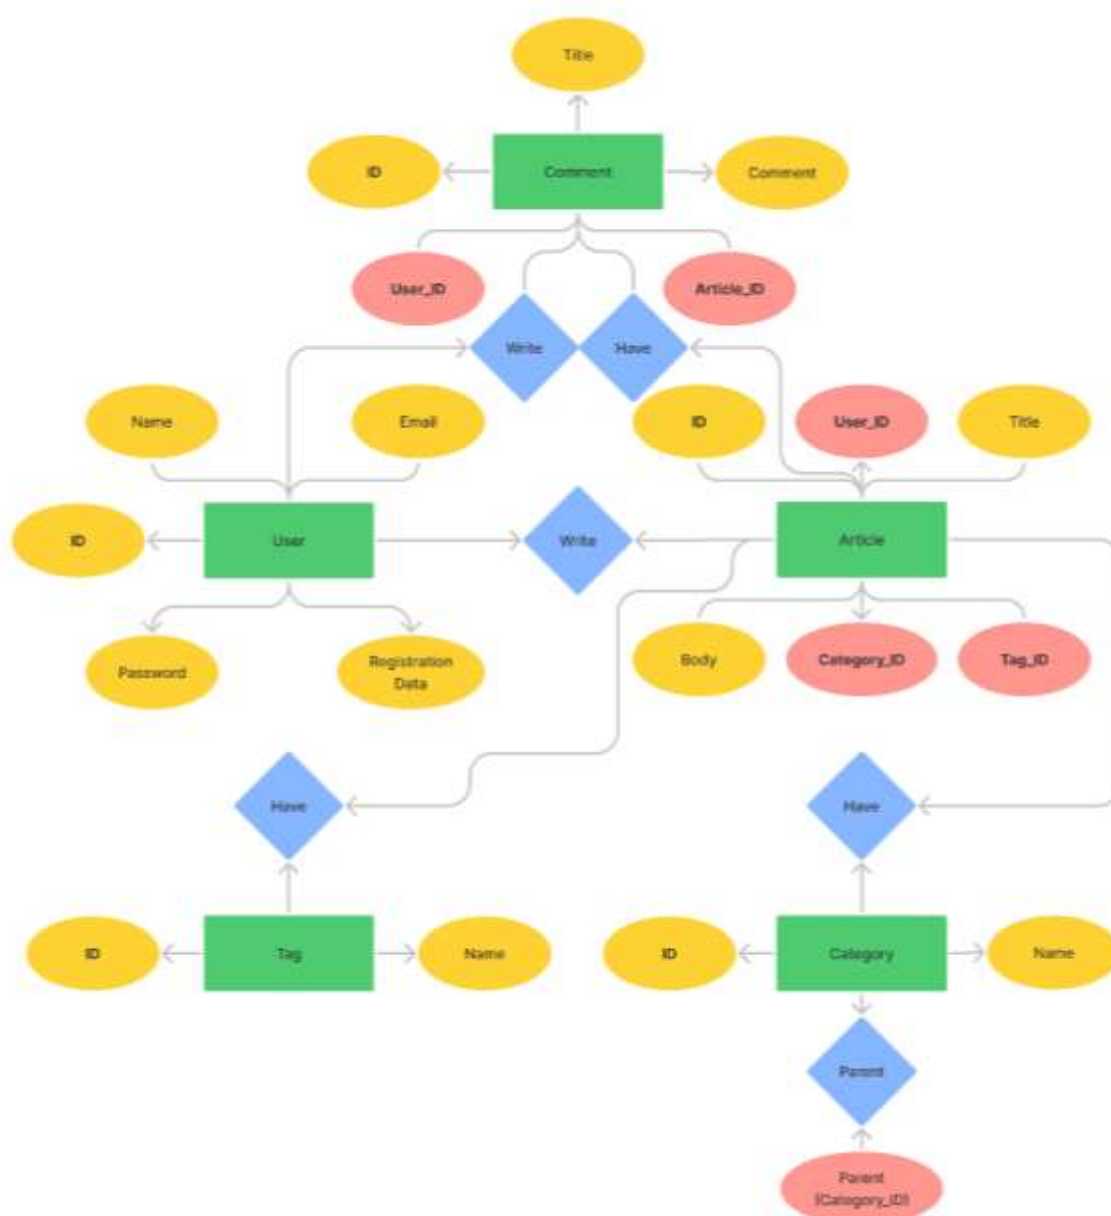 Title
ID
Comment
Comment
User_ID
Article_ID
Write
Have
Name
Email
ID
User_ID
Title
ID
User
Write
Article
Password
Registration
Data
Body
Category_ID
Tag_ID
Have
Have
ID
Tag
Name
ID
Category
Name
Parent
Parent
(Category_ID)